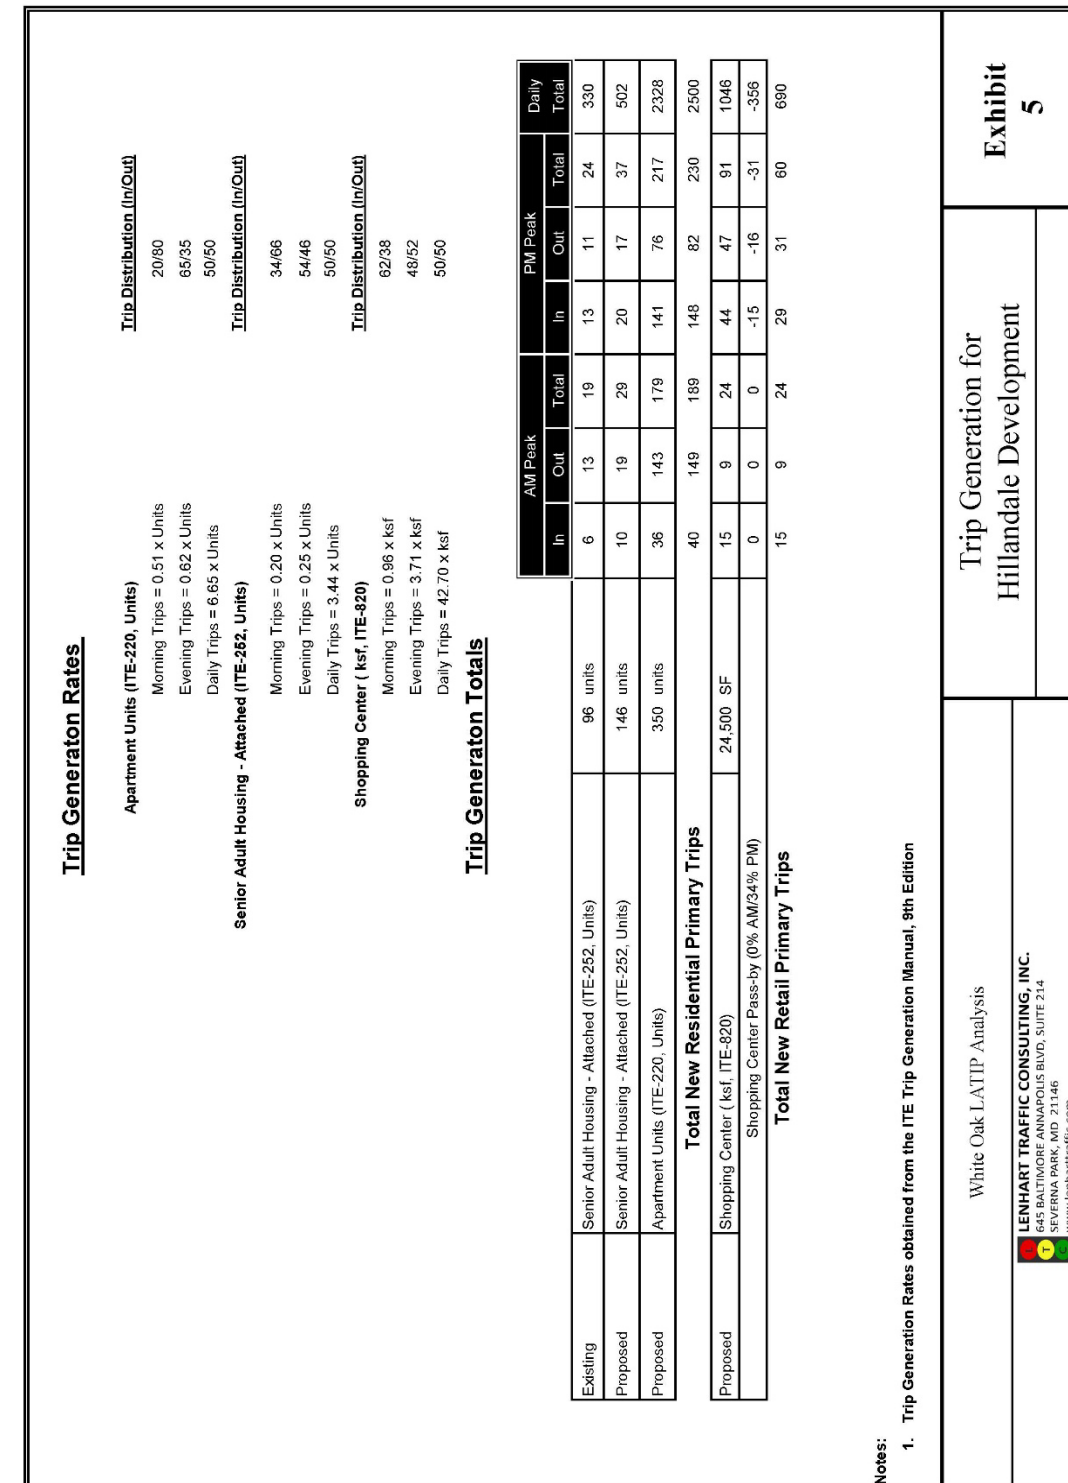 Trip Generaton Rates
Apartment Units (ITE-220, Units) Trip Distribution (In/Out)
Morning Trips = 0.51 x Units 20/80
Evening Trips = 0.62 x Units 65/35
Daily Trips = 6.65 x Units 50/50
Senior Adult Housing - Attached (ITE-252, Units) Trip Distribution (In/Out)
Morning Trips = 0.20 x Units 34/66
Evening Trips = 0.25 x Units 54/46
Daily Trips = 3.44 x Units 50/50
Shopping Center ( ksf, ITE-820) Trip Distribution (In/Out)
Morning Trips = 0.96 x ksf 62/38
Evening Trips = 3.71 x ksf 48/52
Daily Trips = 42.70 x ksf 50/50
Trip Generaton Totals
AM Peak PM Peak Daily
In Out Total In Out Total Total
Existing Senior Adult Housing - Attached (ITE-252, Units) 96 units 6 13 19 13 11 24 330
Proposed Senior Adult Housing - Attached (ITE-252, Units) 146 units 10 19 29 20 17 37 502
Proposed Apartment Units (ITE-220, Units) 350 units 36 143 179 141 76 217 2328
Total New Residential Primary Trips 40 149 189 148 82 230 2500
Proposed Shopping Center ( ksf, ITE-820) 24,500 SF 15 9 24 44 47 91 1046
Shopping Center Pass-by (0% AM/34% PM) 0 0 0 -15 -16 -31 -356
Total New Retail Primary Trips 15 9 24 29 31 60 690
Notes:
1. Trip Generation Rates obtained from the ITE Trip Generation Manual, 9th Edition
White Oak LATIP Analysis
Trip Generation for
Hillandale Development
Exhibit
5
L
T
C
LENHART TRAFFIC CONSULTING, INC.
645 BALTIMORE ANNAPOLIS BLVD, SUITE 214
SEVERNA PARK, MD 21146